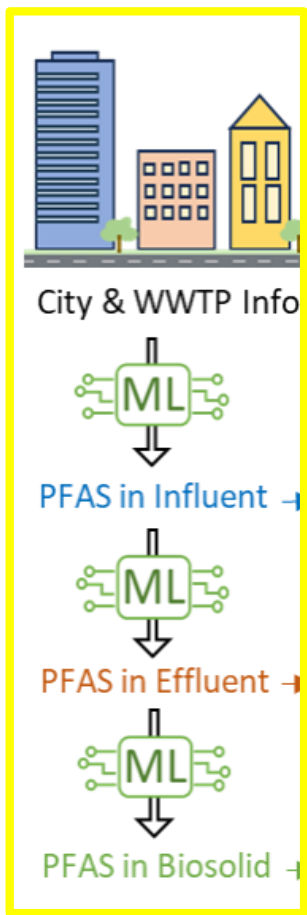 City & WWTP Info
ML
PFAS in Influent
ML
PFAS in Effluent
ML
PFAS in Biosolid